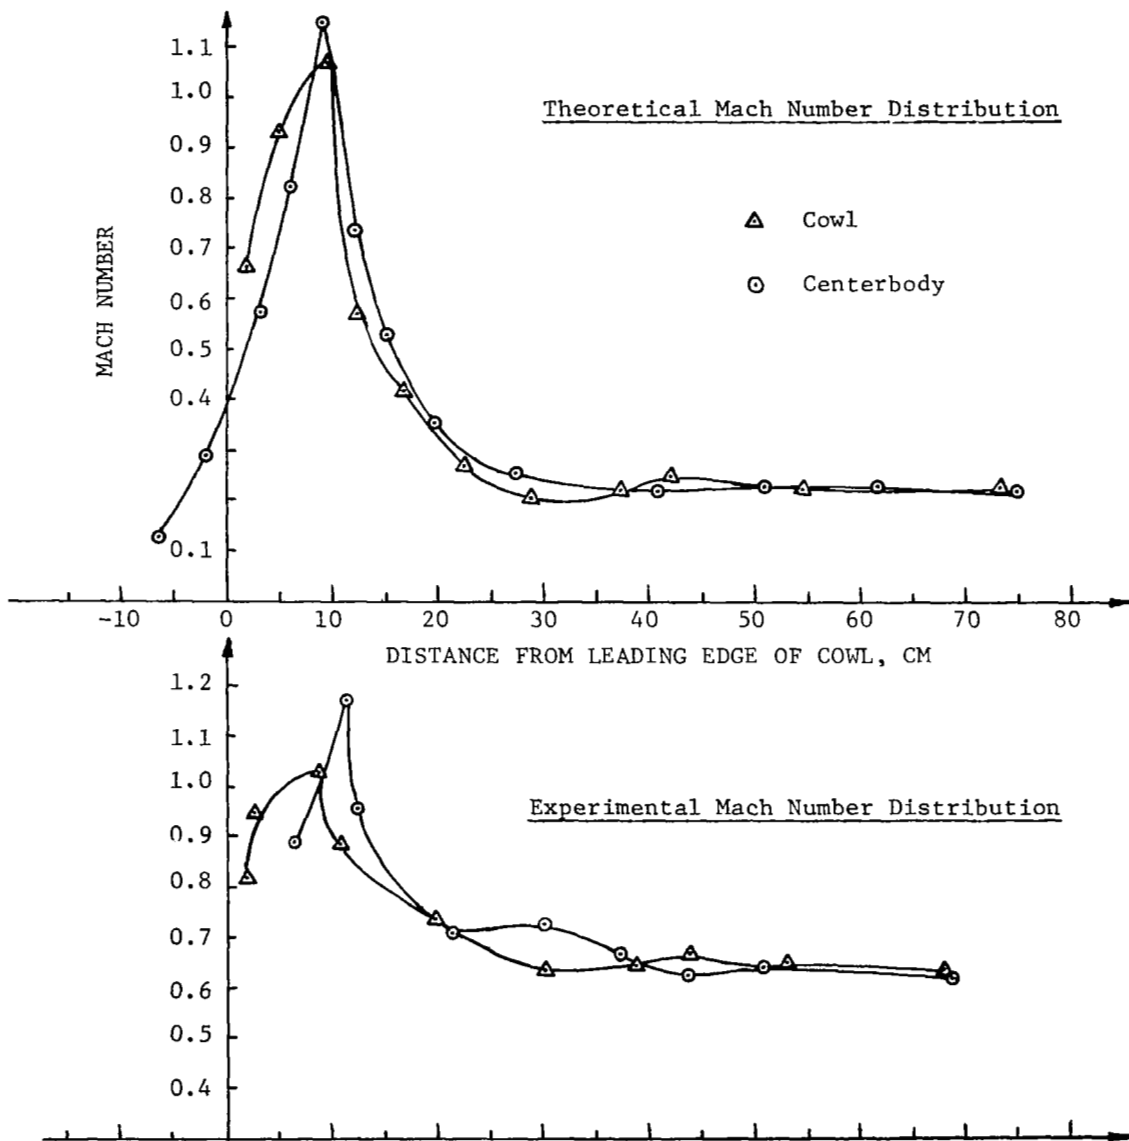 1.1
1.0
0.9
0.8
0.7
0.6
0.5
0.4
0.1
MACH NUMBER
Theoretical Mach Number Distribution
Cowl
Centerbody
-10 0 10 20 30 40 50 60 70 80
DISTANCE FROM LEADING EDGE OF COWL, CM
1.2
1.1
1.0
0.9
0.8
0.7
0.6
0.5
0.4
Experimental Mach Number Distribution